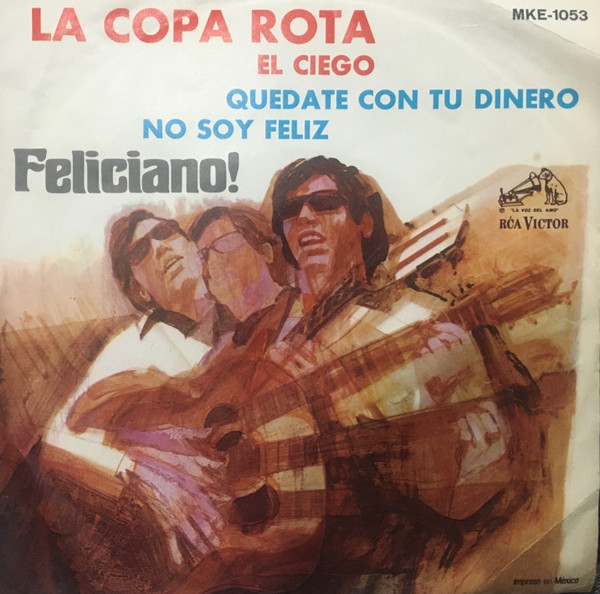 LA COPA ROTA
MKE-1053
EL CIEGO
QUEDATE CON TU DINERO
NO SOY FELIZ
Feliciano!
"LA VOZ DEL AMO"
RCA VICTOR
impreso en México